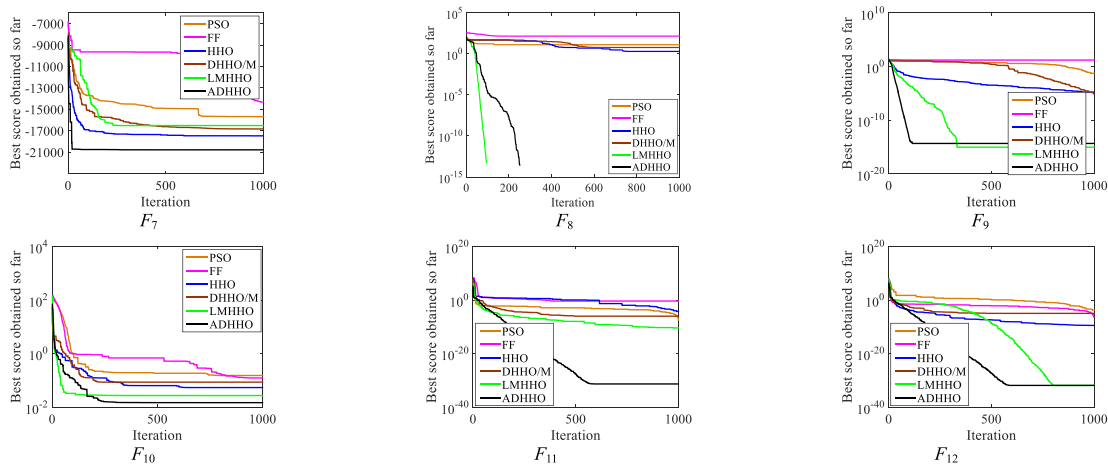 Best score obtained so far
-7000
-9000
-11000
-13000
-15000
-17000
-19000
-21000
0
500
1000
Iteration
PSO
FF
HHO
DHHO/M
LMHHO
ADHHO
F7
Best score obtained so far
10^5
10^0
10^-5
10^-10
10^-15
0
200
400
600
800
1000
Iteration
PSO
FF
HHO
DHHO/M
LMHHO
ADHHO
F8
Best score obtained so far
10^10
10^0
10^-10
10^-20
0
500
1000
Iteration
PSO
FF
HHO
DHHO/M
LMHHO
ADHHO
F9
Best score obtained so far
10^4
10^2
10^0
10^-2
0
500
1000
Iteration
PSO
FF
HHO
DHHO/M
LMHHO
ADHHO
F10
Best score obtained so far
10^20
10^0
10^-20
10^-40
0
500
1000
Iteration
PSO
FF
HHO
DHHO/M
LMHHO
ADHHO
F11
Best score obtained so far
10^20
10^0
10^-20
10^-40
0
500
1000
Iteration
PSO
FF
HHO
DHHO/M
LMHHO
ADHHO
F12